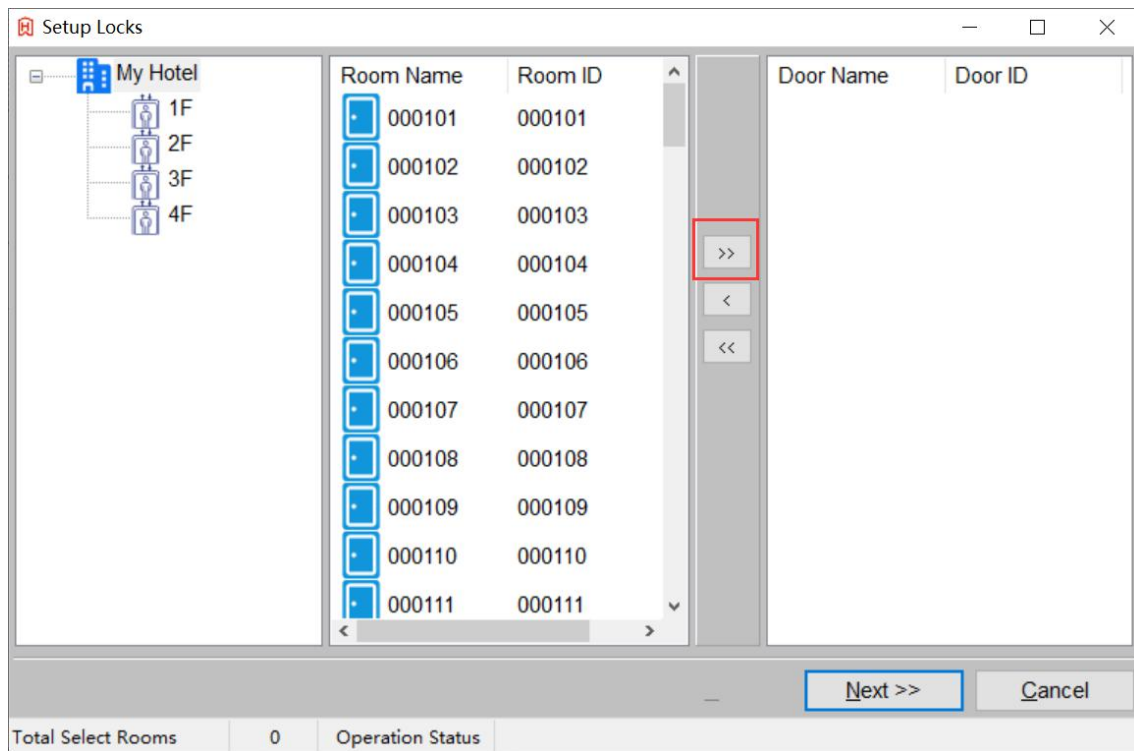 Setup Locks
My Hotel
1F
2F
3F
4F
Room Name Room ID
000101 000101
000102 000102
000103 000103
000104 000104
000105 000105
000106 000106
000107 000107
000108 000108
000109 000109
000110 000110
000111 000111
>>
<
<<
Door Name Door ID
Next >> Cancel
Total Select Rooms 0 Operation Status